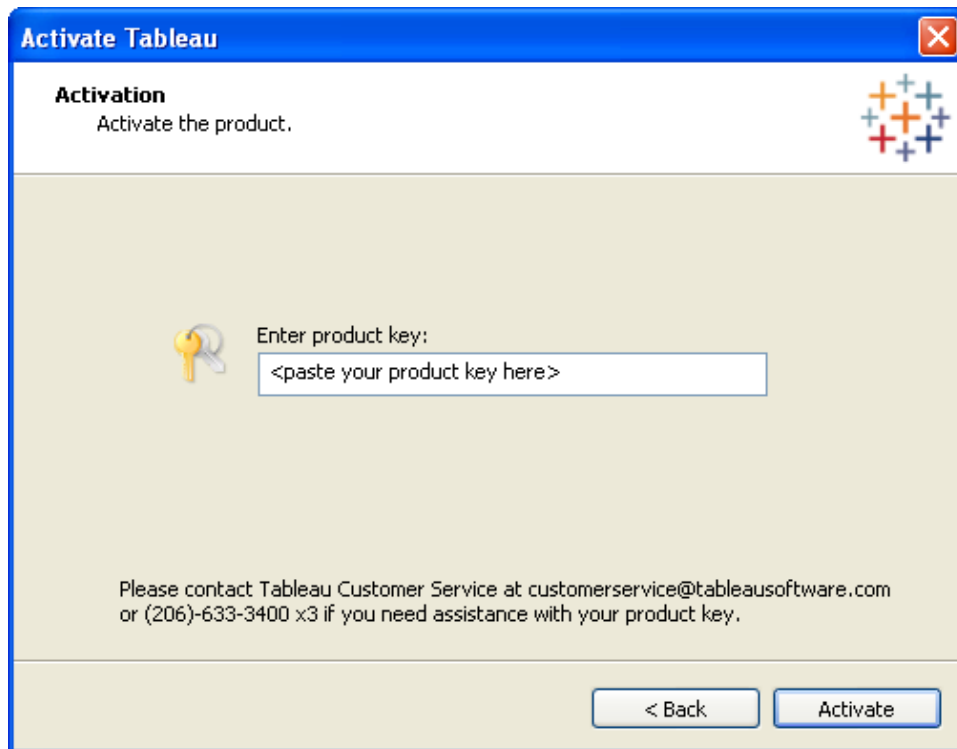 Activate Tableau
Activation
Activate the product.
Enter product key:
<paste your product key here>
Please contact Tableau Customer Service at customerservice@tableausoftware.com
or (206)-633-3400 x3 if you need assistance with your product key.
< Back
Activate